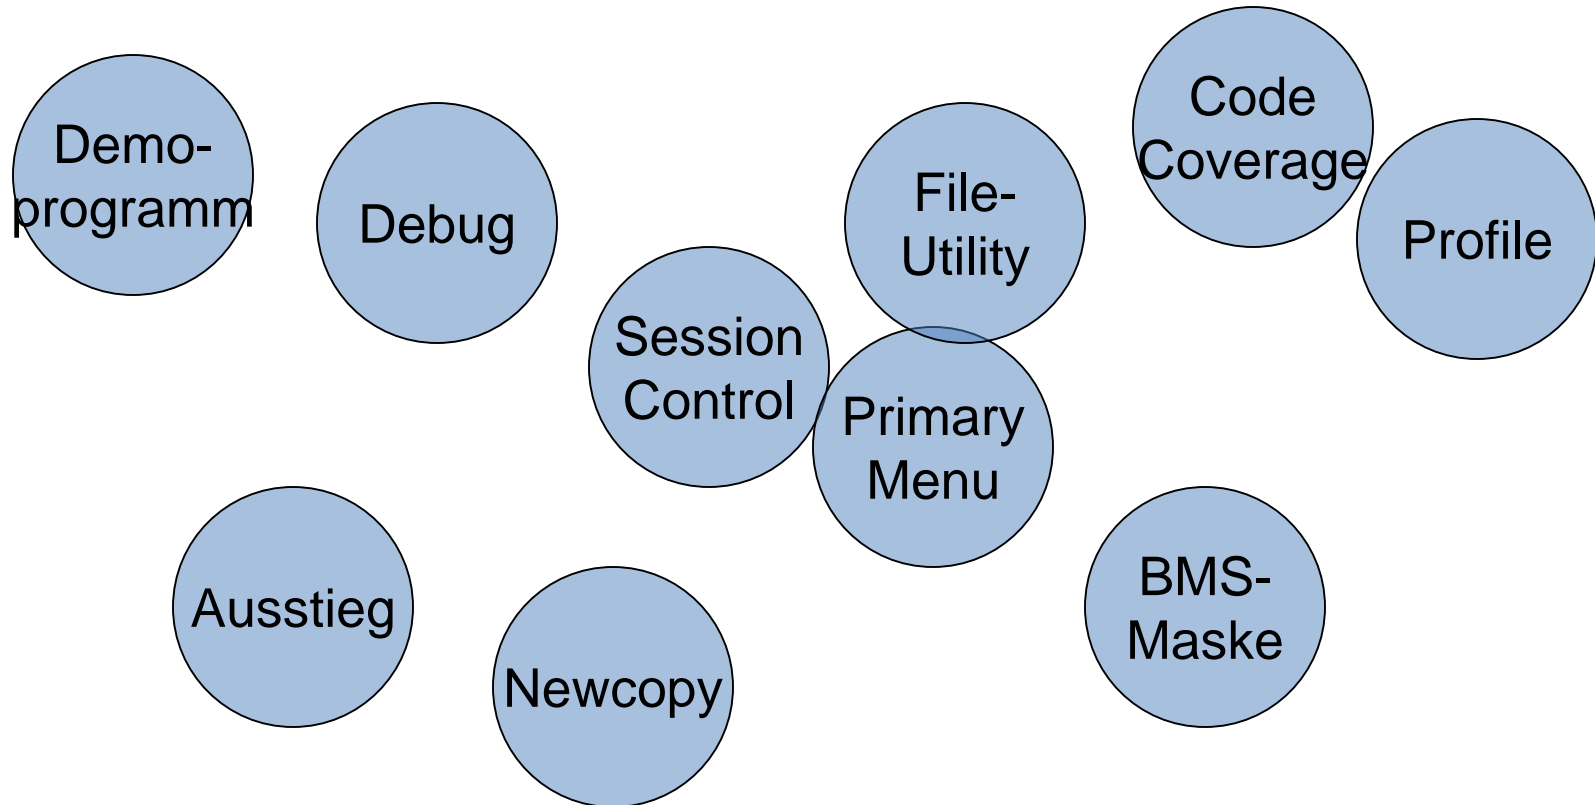 Demo-
programm
Debug
Session
Control
File-
Utility
Primary
Menu
Code
Coverage
Profile
Ausstieg
Newcopy
BMS-
Maske